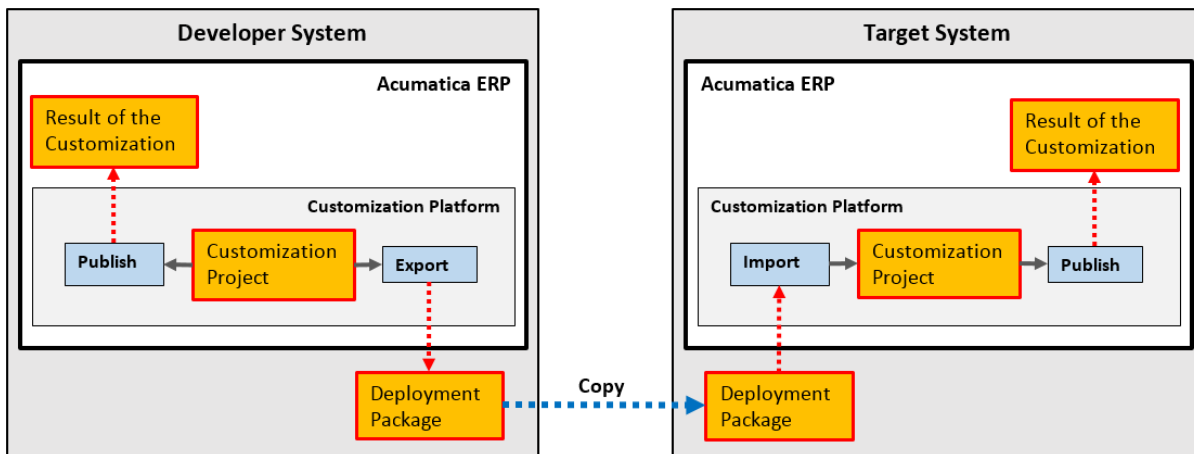 Developer System
Acumatica ERP
Result of the
Customization
Customization Platform
Publish
Customization
Project
Export
Deployment
Package
Copy
Target System
Acumatica ERP
Result of the
Customization
Customization Platform
Import
Customization
Project
Publish
Deployment
Package